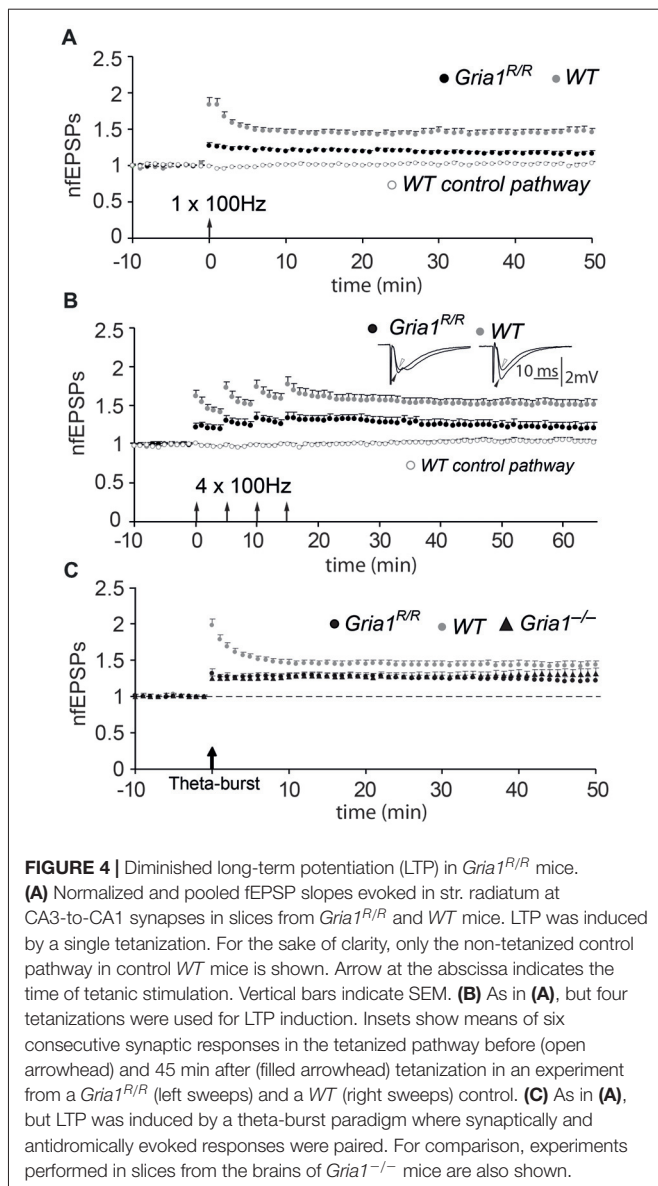 A
Gria1R/R WT
2.5
2
1.5
1
0.5
0
nfEPSPs
WT control pathway
1 x 100Hz
-10 0 10 20 30 40 50
time (min)
B
Gria1R/R WT
2.5
2
1.5
1
0.5
0
nfEPSPs
10 ms 2mV
WT control pathway
4 x 100Hz
-10 0 10 20 30 40 50 60
time (min)
C
Gria1R/R WT Gria1−/−
2.5
2
1.5
1
0.5
0
nfEPSPs
-10 0 10 20 30 40 50
Theta-burst
time (min)
FIGURE 4 | Diminished long-term potentiation (LTP) in Gria1R/R mice.
(A) Normalized and pooled fEPSP slopes evoked in str. radiatum at
CA3-to-CA1 synapses in slices from Gria1R/R and WT mice. LTP was induced
by a single tetanization. For the sake of clarity, only the non-tetanized control
pathway in control WT mice is shown. Arrow at the abscissa indicates the
time of tetanic stimulation. Vertical bars indicate SEM. (B) As in (A), but four
tetanizations were used for LTP induction. Insets show means of six
consecutive synaptic responses in the tetanized pathway before (open
arrowhead) and 45 min after (filled arrowhead) tetanization in an experiment
from a Gria1R/R (left sweeps) and a WT (right sweeps) control. (C) As in (A),
but LTP was induced by a theta-burst paradigm where synaptically and
antidromically evoked responses were paired. For comparison, experiments
performed in slices from the brains of Gria1−/− mice are also shown.